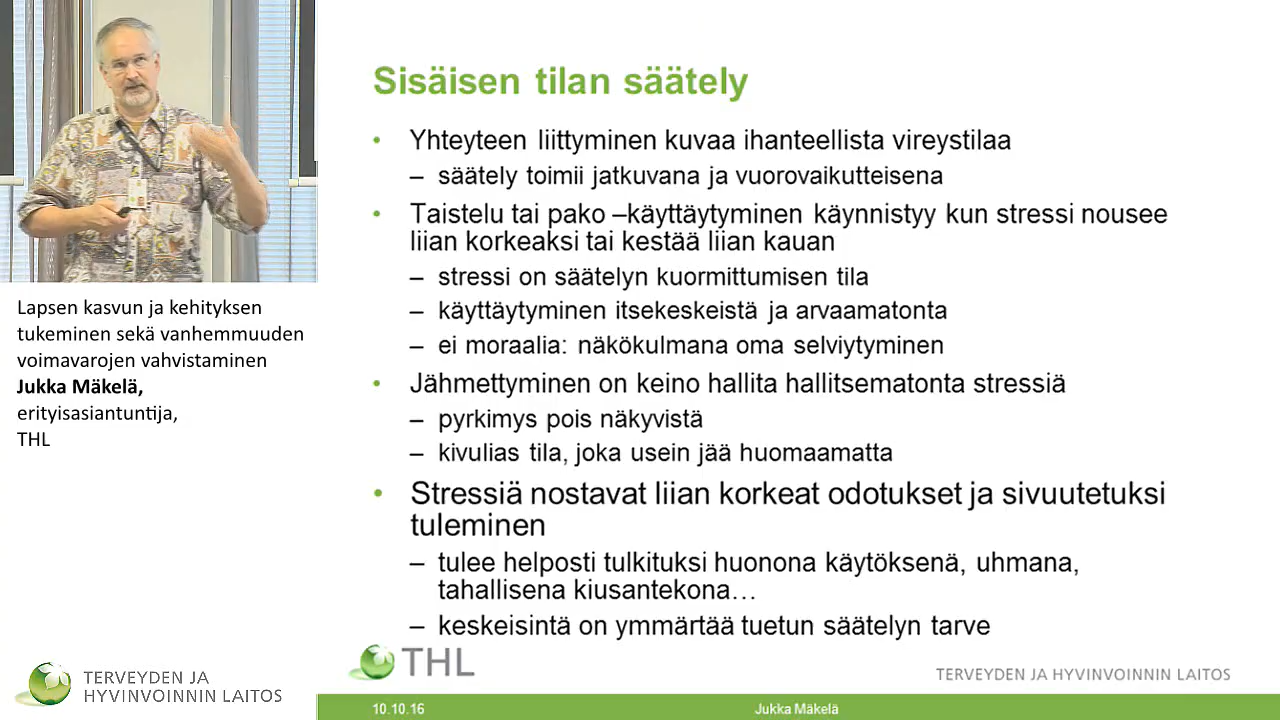 Sisäisen tilan säätely
• Yhteyteen liittyminen kuvaa ihanteellista vireystilaa
– säätely toimii jatkuvana ja vuorovaikutteisena
• Taistelu tai pako –käyttäytyminen käynnistyy kun stressi nousee
liian korkeaksi tai kestää liian kauan
– stressi on säätelyn kuormittumisen tila
– käyttäytyminen itsekeskeistä ja arvaamatonta
– ei moraalia: näkökulmana oma selviytyminen
• Jähmettyminen on keino hallita hallitsematonta stressiä
– pyrkimys pois näkyvistä
– kivulias tila, joka usein jää huomaamatta
• Stressiä nostavat liian korkeat odotukset ja sivuutetuksi
tuleminen
– tulee helposti tulkituksi huonona käytöksenä, uhmana,
tahallisena kiusantekona…
– keskeisintä on ymmärtää tuetun säätelyn tarve
THL
TERVEYDEN JA HYVINVOINNIN LAITOS
10.10.16
Jukka Mäkelä
Lapsen kasvun ja kehityksen
tukeminen sekä vanhemmuuden
voimavarojen vahvistaminen
Jukka Mäkelä,
erityisasiantuntija,
THL
TERVEYDEN JA
HYVINVOINNIN LAITOS